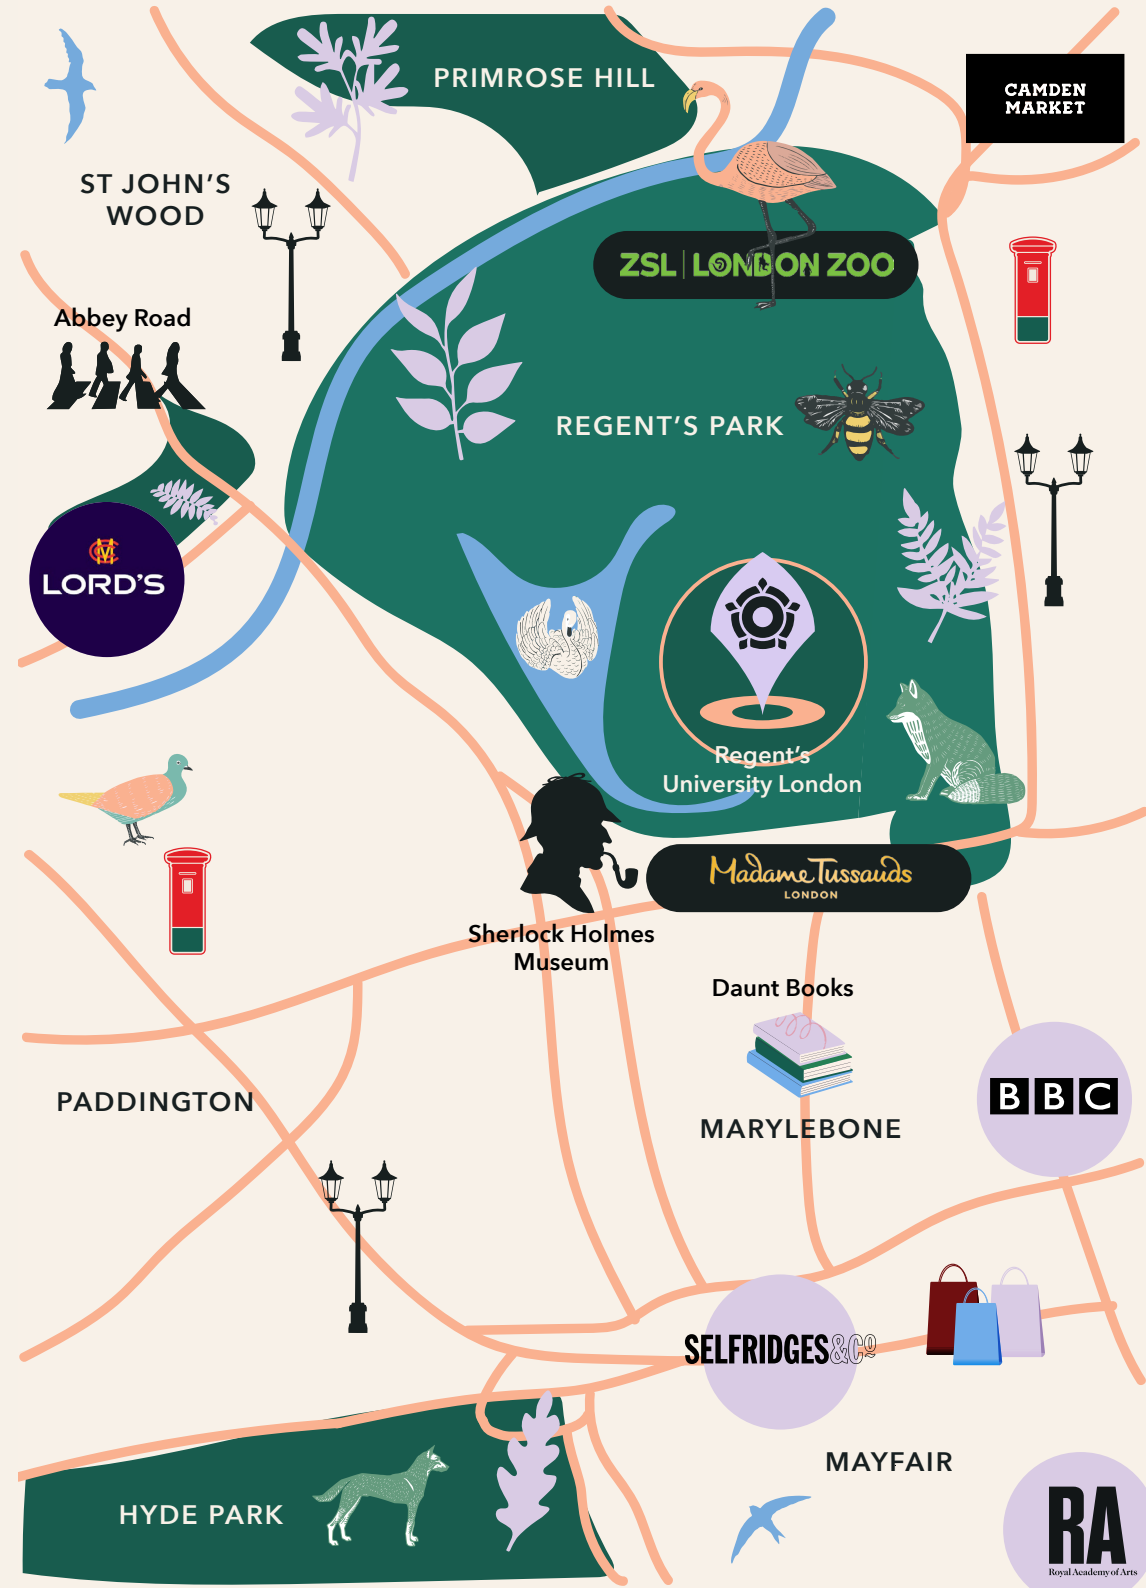 PRIMROSE HILL
CAMDEN
MARKET
ST JOHN'S
WOOD
ZSL | LONDON ZOO
Abbey Road
REGENT'S PARK
MCC
LORD'S
Regent's
University London
Madame Tussauds
LONDON
Sherlock Holmes
Museum
Daunt Books
BBC
PADDINGTON
MARYLEBONE
SELFRIDGES&Cº
MAYFAIR
HYDE PARK
RA
Royal Academy of Arts